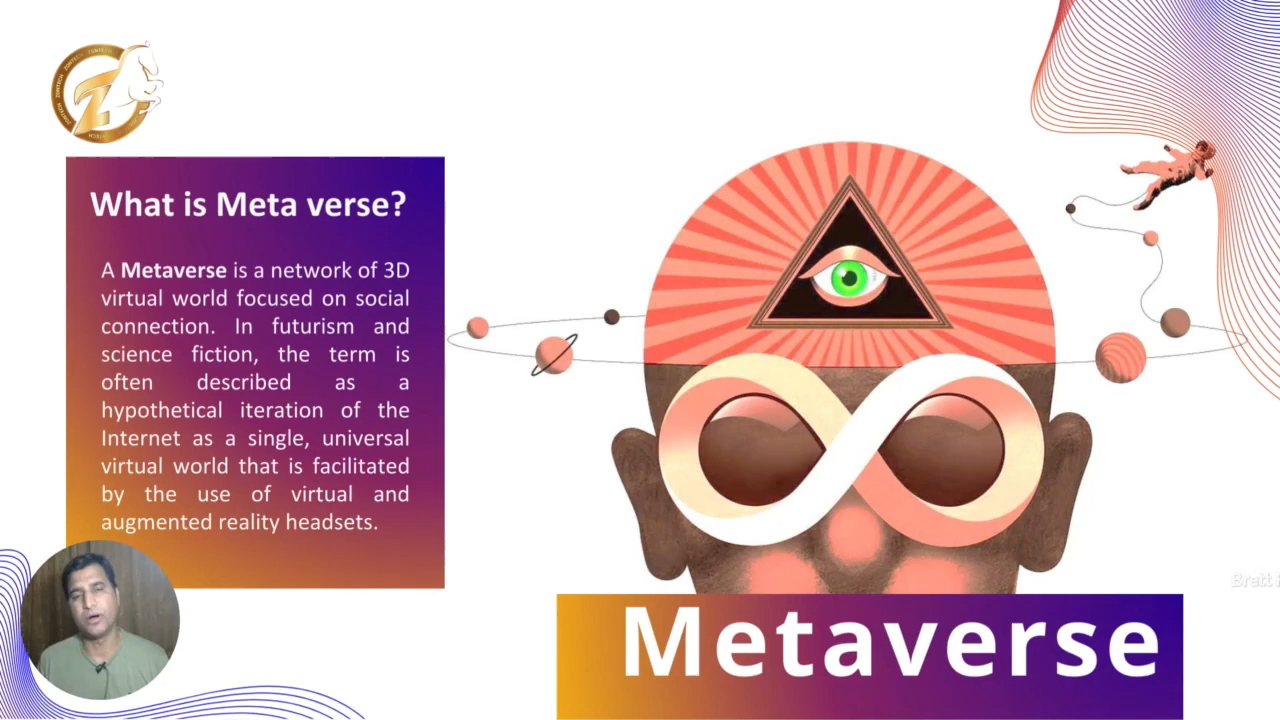 Z
What is Meta verse?
A Metaverse is a network of 3D
virtual world focused on social
connection. In futurism and
science fiction, the term is
often described as a
hypothetical iteration of the
Internet as a single, universal
virtual world that is facilitated
by the use of virtual and
augmented reality headsets.
Brett
Metaverse